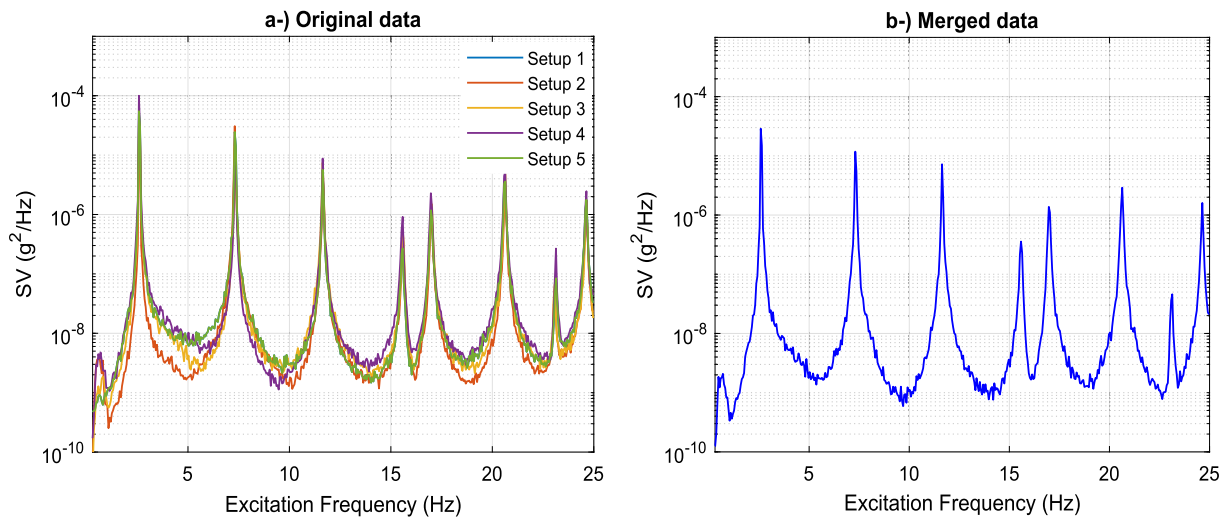 a-) Original data
Setup 1
Setup 2
Setup 3
Setup 4
Setup 5
SV (g²/Hz)
10⁻⁴
10⁻⁶
10⁻⁸
10⁻¹⁰
5 10 15 20 25
Excitation Frequency (Hz)
b-) Merged data
SV (g²/Hz)
10⁻⁴
10⁻⁶
10⁻⁸
10⁻¹⁰
5 10 15 20 25
Excitation Frequency (Hz)